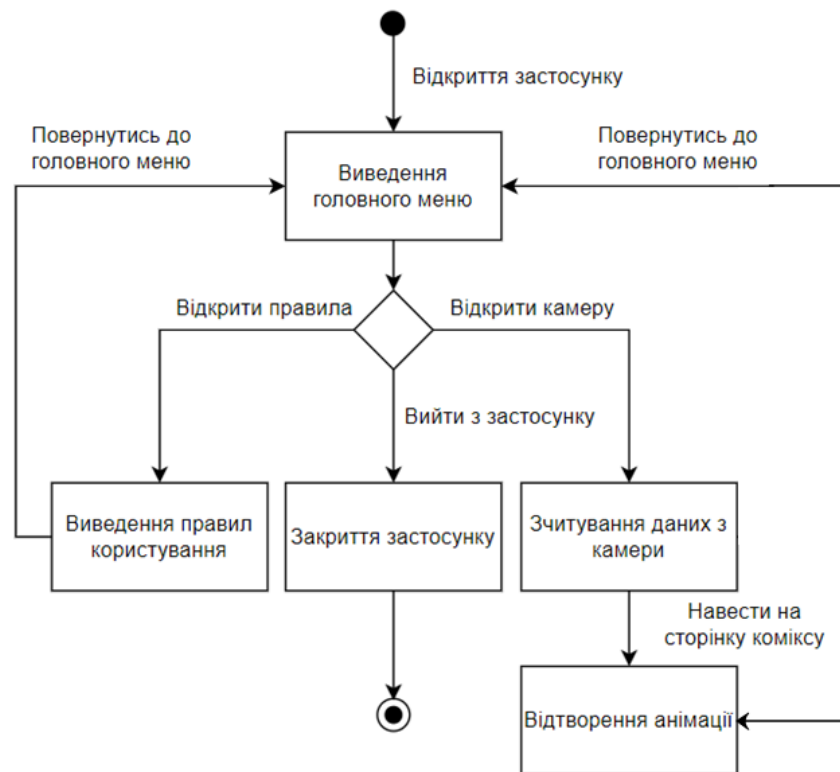 Відкриття застосунку
Повернутись до
головного меню
Виведення
головного меню
Повернутись до
головного меню
Відкрити правила
Відкрити камеру
Вийти з застосунку
Виведення правил
користування
Закриття застосунку
Зчитування даних з
камери
Навести на
сторінку коміксу
Відтворення анімації